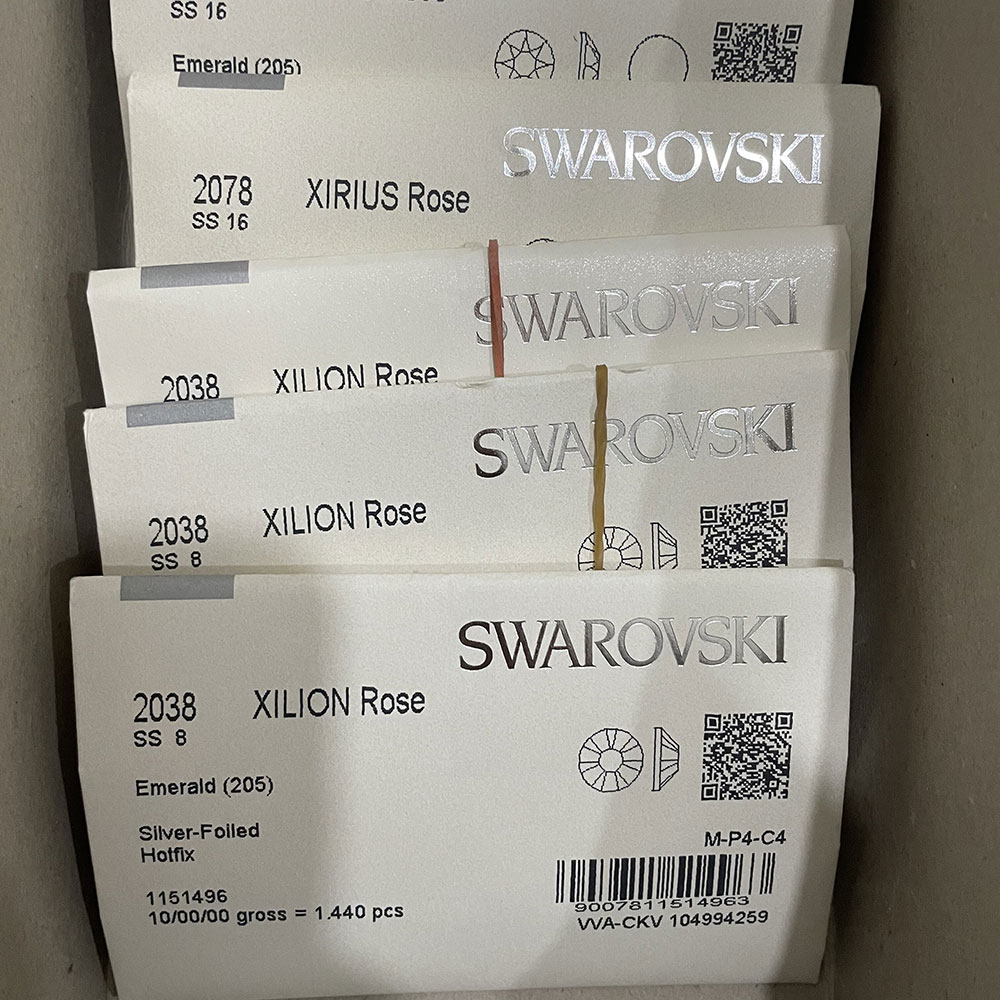 SS 16
Emerald (205)
SWAROVSKI
2078 XIRIUS Rose
SS 16
SWAROVSKI
2038 XILION Rose
SWAROVSKI
2038 XILION Rose
SS 8
SWAROVSKI
2038 XILION Rose
SS 8
Emerald (205)
Silver-Foiled
Hotfix
M-P4-C4
1151496
10/00/00 gross = 1.440 pcs
9007811514963
VVA-CKV 104994259